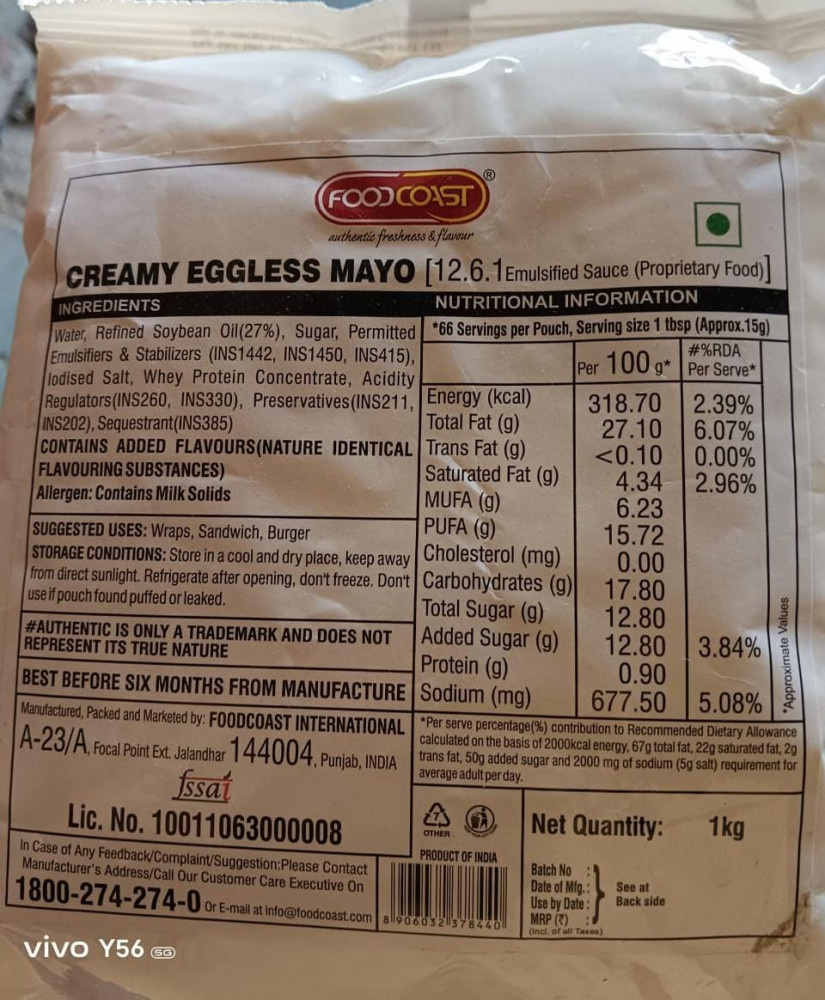 FOODCOAST ®
authentic freshness & flavour
CREAMY EGGLESS MAYO [12.6.1 Emulsified Sauce (Proprietary Food)]
INGREDIENTS
Water, Refined Soybean Oil(27%), Sugar, Permitted
Emulsifiers & Stabilizers (INS1442, INS1450, INS415),
Iodised Salt, Whey Protein Concentrate, Acidity
Regulators(INS260, INS330), Preservatives(INS211,
INS202), Sequestrant(INS385)
CONTAINS ADDED FLAVOURS(NATURE IDENTICAL
FLAVOURING SUBSTANCES)
Allergen: Contains Milk Solids
SUGGESTED USES: Wraps, Sandwich, Burger
STORAGE CONDITIONS: Store in a cool and dry place, keep away
from direct sunlight. Refrigerate after opening, don't freeze. Don't
use if pouch found puffed or leaked.
#AUTHENTIC IS ONLY A TRADEMARK AND DOES NOT
REPRESENT ITS TRUE NATURE
BEST BEFORE SIX MONTHS FROM MANUFACTURE
Manufactured, Packed and Marketed by: FOODCOAST INTERNATIONAL
A-23/A, Focal Point Ext. Jalandhar 144004, Punjab, INDIA
fssai
Lic. No. 10011063000008
In Case of Any Feedback/Complaint/Suggestion:Please Contact
Manufacturer's Address/Call Our Customer Care Executive On
1800-274-274-0 Or E-mail at info@foodcoast.com
NUTRITIONAL INFORMATION
*66 Servings per Pouch, Serving size 1 tbsp (Approx.15g)
Per 100 g* #%RDA
Per Serve*
Energy (kcal) 318.70 2.39%
Total Fat (g) 27.10 6.07%
Trans Fat (g) <0.10 0.00%
Saturated Fat (g) 4.34 2.96%
MUFA (g) 6.23
PUFA (g) 15.72
Cholesterol (mg) 0.00
Carbohydrates (g) 17.80
Total Sugar (g) 12.80
Added Sugar (g) 12.80 3.84%
Protein (g) 0.90
Sodium (mg) 677.50 5.08%
*Approximate Values
*Per serve percentage(%) contribution to Recommended Dietary Allowance
calculated on the basis of 2000kcal energy, 67g total fat, 22g saturated fat, 2g
trans fat, 50g added sugar and 2000 mg of sodium (5g salt) requirement for
average adult per day.
7
OTHER
PRODUCT OF INDIA
8 906032 378440
Net Quantity: 1kg
Batch No :
Date of Mfg. :
Use by Date :
MRP (₹) :
(Incl. of all Taxes)
See at
Back side
vivo Y56 5G